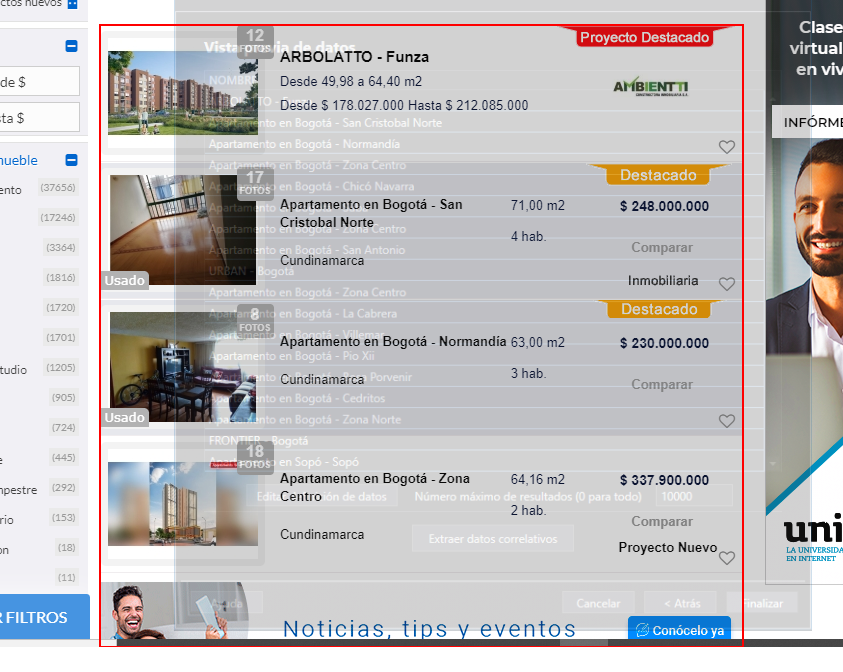 ctos nuevos
de $
sta $
nueble
ento (37656)
(17246)
(3364)
(1816)
(1720)
(1701)
tudio (1205)
(905)
(724)
(445)
mpestre (292)
rio (153)
on (18)
(11)
R FILTROS
Vista previa de datos
NOMBRE
Apartamento en Bogotá - San Cristobal Norte
Apartamento en Bogotá - Normandía
Apartamento en Bogotá - Zona Centro
Apartamento en Bogotá - Chicó Navarra
Apartamento en Bogotá - Zona Centro
Apartamento en Bogotá - San Antonio
URBAN - Bogotá
Apartamento en Bogotá - Zona Centro
Apartamento en Bogotá - La Cabrera
Apartamento en Bogotá - Villemar
Apartamento en Bogotá - Pio Xii
Apartamento en Bogotá - Porvenir
Apartamento en Bogotá - Cedritos
Apartamento en Bogotá - Zona Norte
FRONTIER - Bogotá
Apartamento en Sopó - Sopó
Número máximo de resultados (0 para todo) 10000
Extraer datos correlativos
Ayuda
Cancelar
< Atrás
Finalizar
12
FOTOS
Proyecto Destacado
ARBOLATTO - Funza
Desde 49,98 a 64,40 m2
Desde $ 178.027.000 Hasta $ 212.085.000
AMBIENTTI
17
FOTOS
Destacado
Apartamento en Bogotá - San
Cristobal Norte
71,00 m2
$ 248.000.000
4 hab.
Comparar
Cundinamarca
Usado
Inmobiliaria
8
FOTOS
Destacado
Apartamento en Bogotá - Normandía
63,00 m2
$ 230.000.000
3 hab.
Comparar
Cundinamarca
Usado
18
FOTOS
Apartamento en Bogotá - Zona
Centro
64,16 m2
$ 337.900.000
2 hab.
Comparar
Cundinamarca
Proyecto Nuevo
Noticias, tips y eventos
Conócelo ya
Clase
virtual
en viv
INFÓRME
uni
LA UNIVERSIDA
EN INTERNET